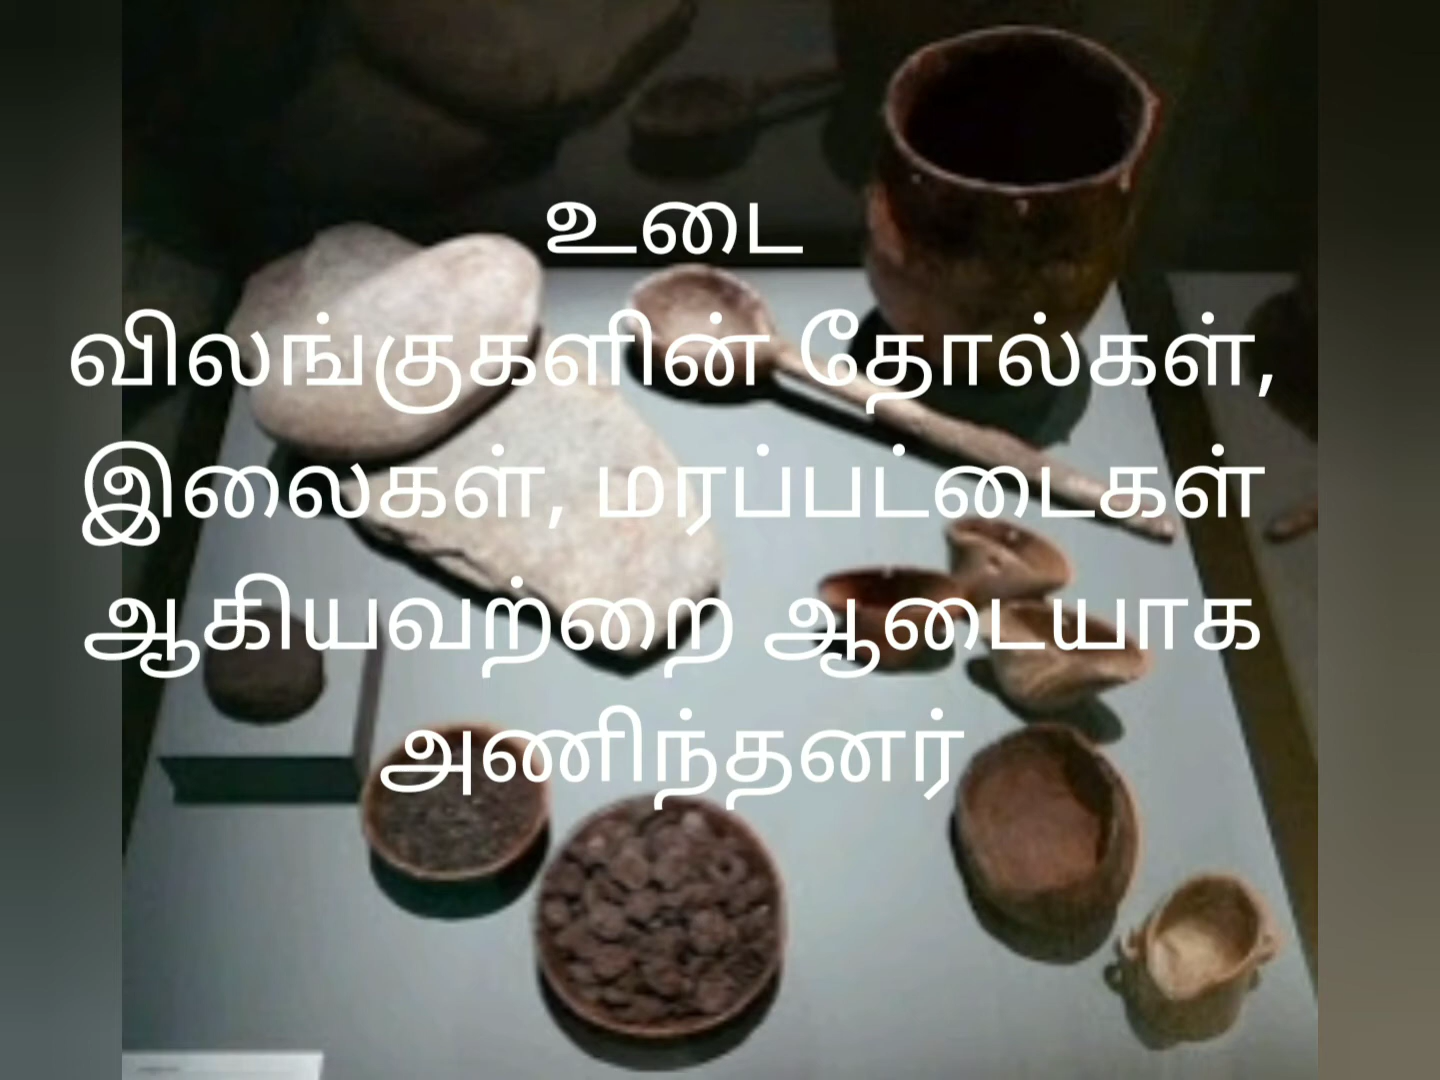 உடை
விலங்குகளின் தோல்கள்,
இலைகள், மரப்பட்டைகள்
ஆகியவற்றை ஆடையாக
அணிந்தனர்